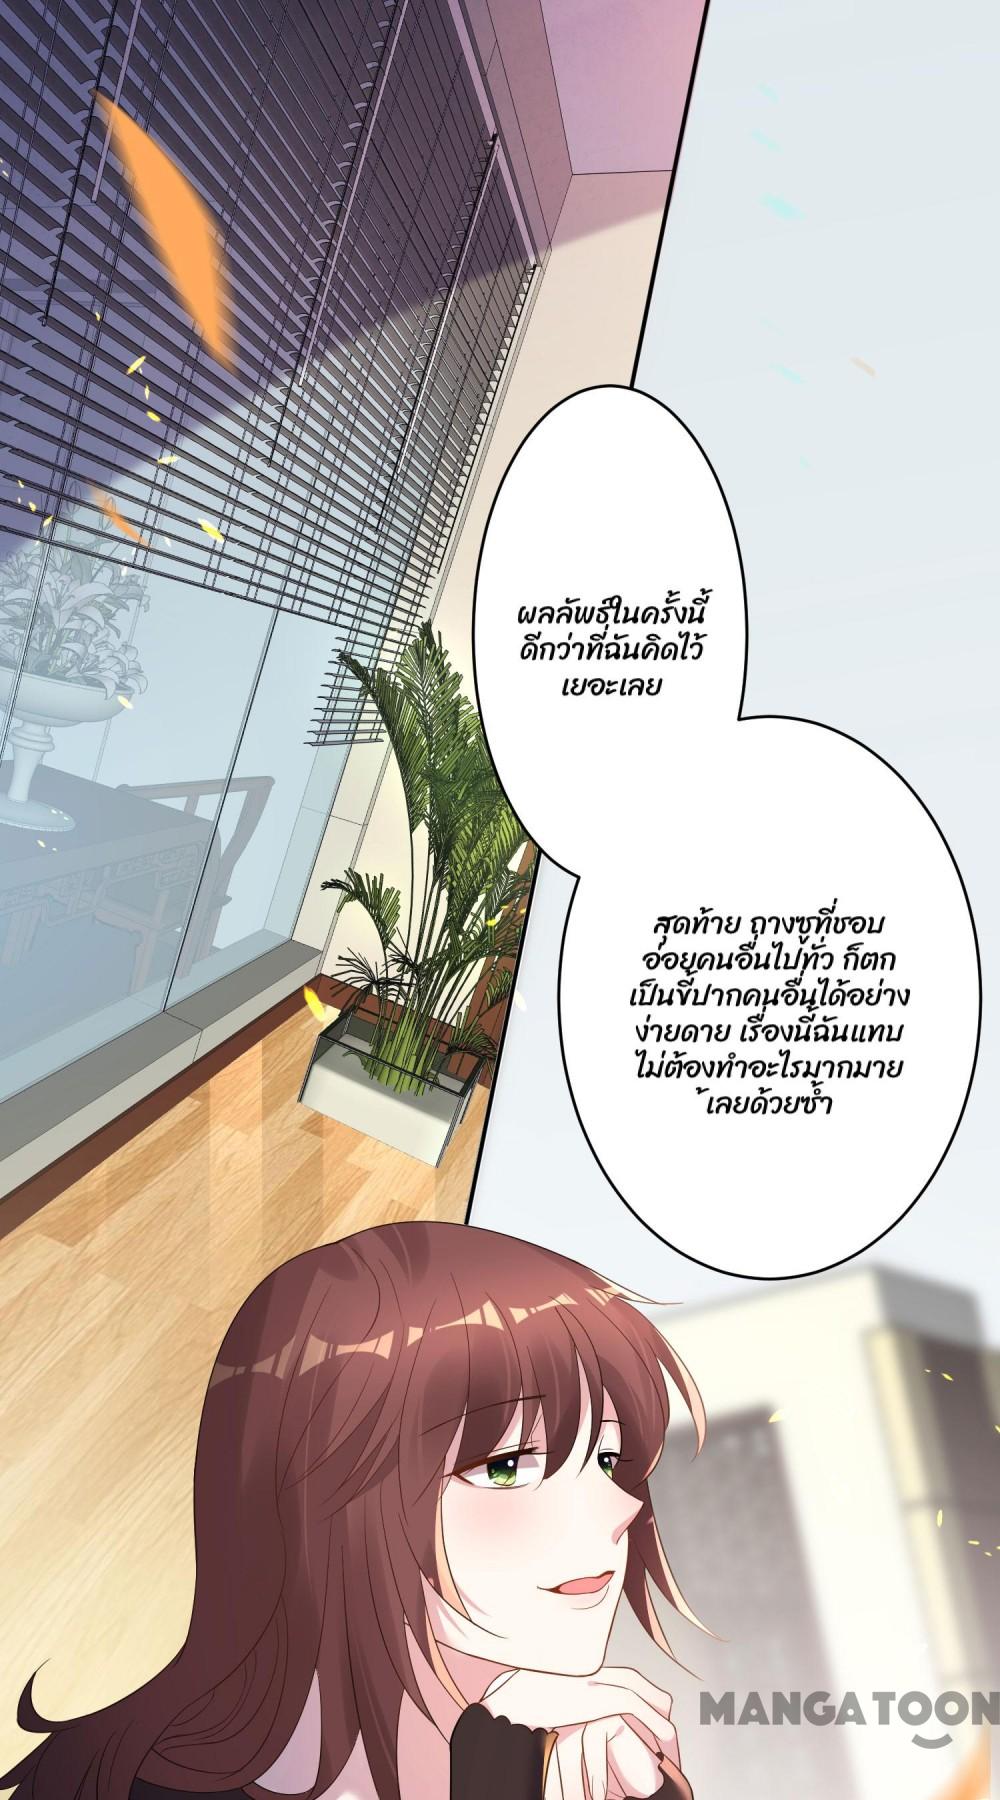 ผลลัพธ์ในครั้งนี้
ดีกว่าที่ฉันคิดไว้
เยอะเลย
สุดท้าย ถางซูที่ชอบ
อ่อยคนอื่นไปทั่ว ก็ตก
เป็นขี้ปากคนอื่นได้อย่าง
ง่ายดาย เรื่องนี้ฉันแทบ
ไม่ต้องทำอะไรมากมาย
้เลยด้วยซ้ำ
MANGATOON